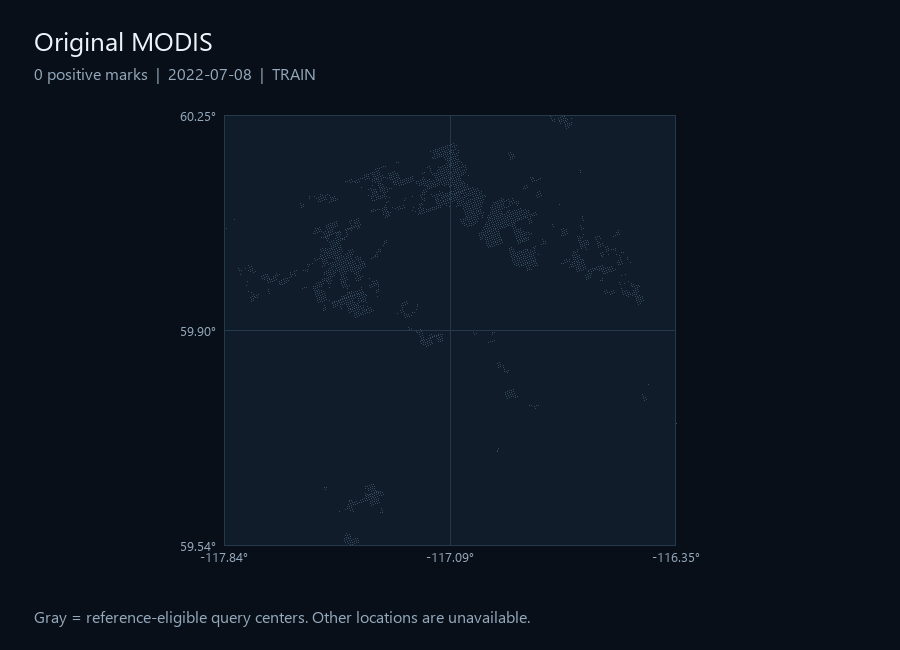 Original MODIS
0 positive marks | 2022-07-08 | TRAIN
60.25°
59.90°
59.54°
-117.84° -117.09° -116.35°
Gray = reference-eligible query centers. Other locations are unavailable.